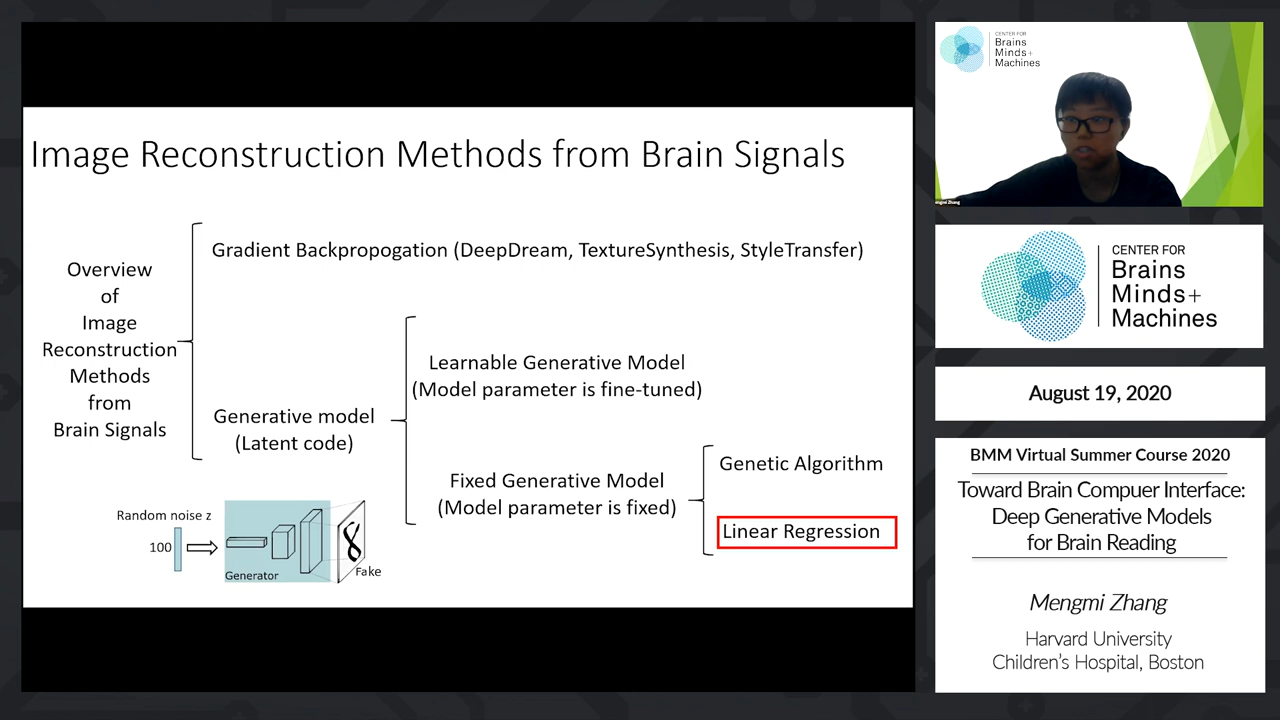 Image Reconstruction Methods from Brain Signals
Overview
of
Image
Reconstruction
Methods
from
Brain Signals
Gradient Backpropogation (DeepDream, TextureSynthesis, StyleTransfer)
Generative model
(Latent code)
Learnable Generative Model
(Model parameter is fine-tuned)
Fixed Generative Model
(Model parameter is fixed)
Genetic Algorithm
Linear Regression
Random noise z
100
Generator
8
Fake
CENTER FOR
Brains
Minds+
Machines
Mengmi Zhang
CENTER FOR
Brains
Minds+
Machines
August 19, 2020
BMM Virtual Summer Course 2020
Toward Brain Compuer Interface:
Deep Generative Models
for Brain Reading
Mengmi Zhang
Harvard University
Children's Hospital, Boston